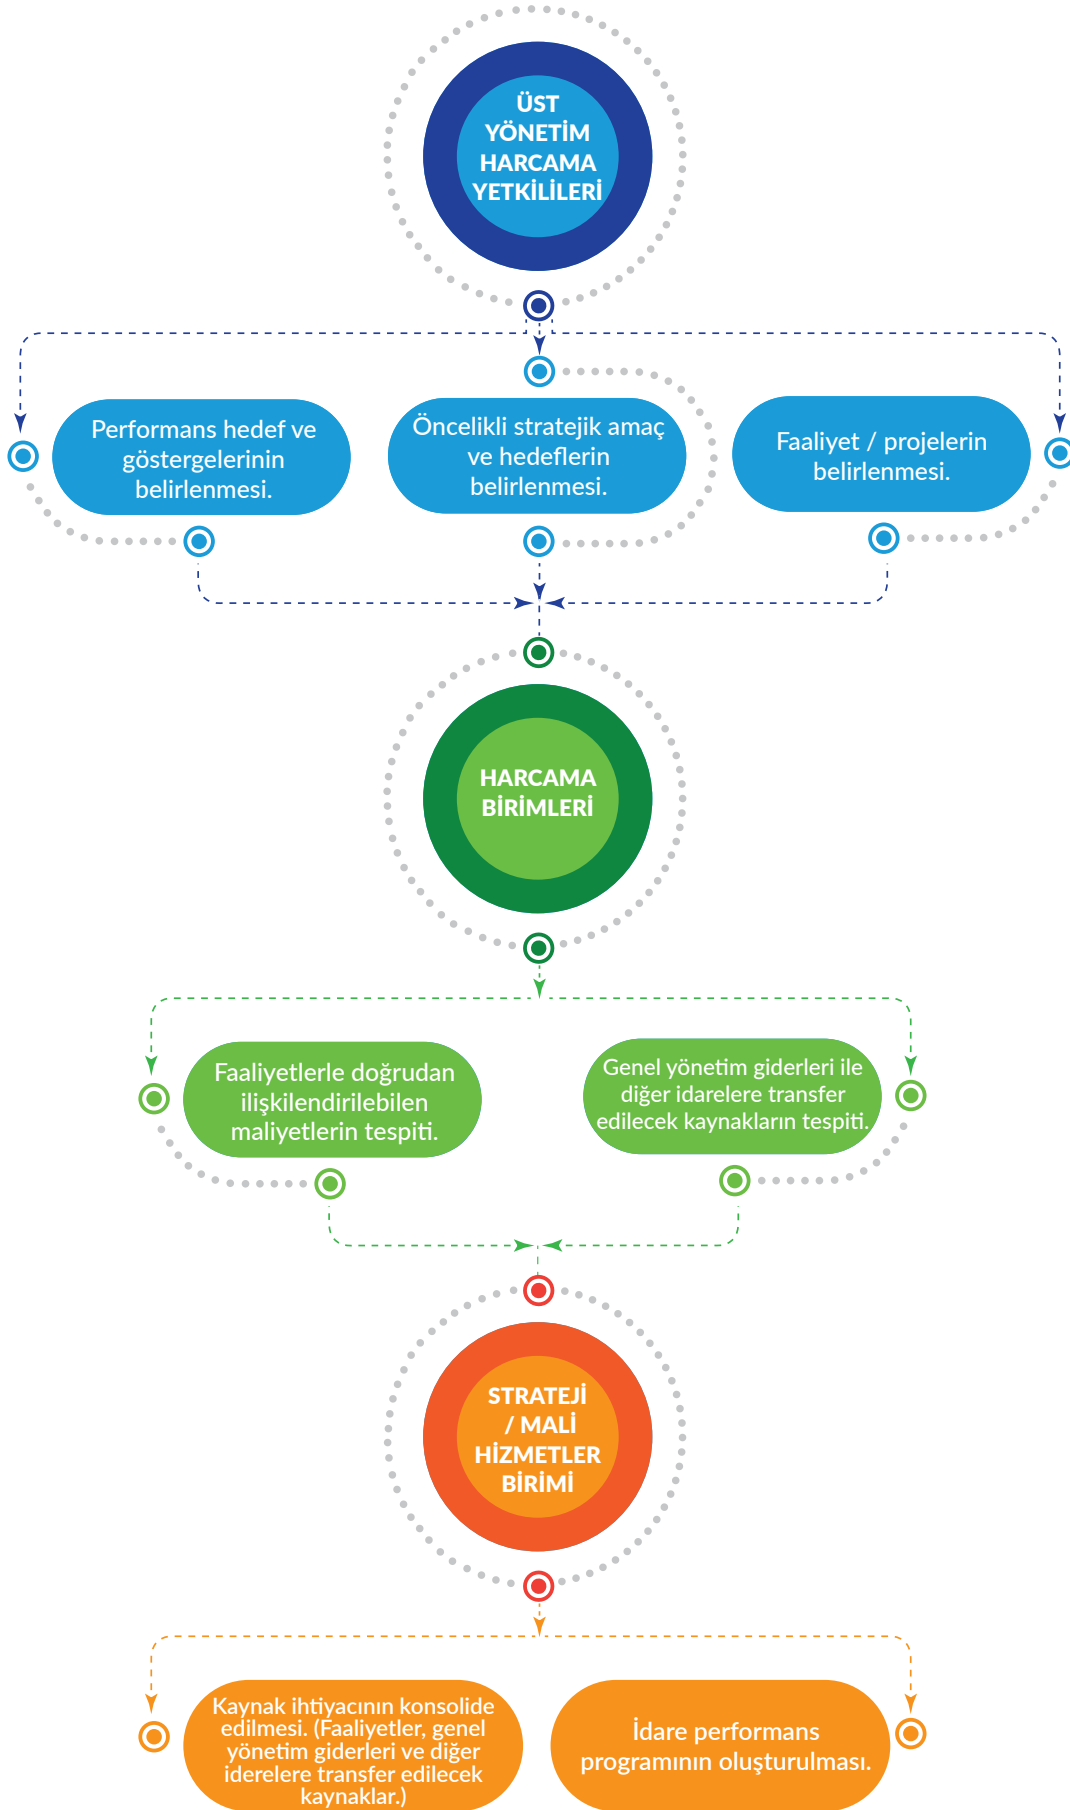 ÜST
YÖNETİM
HARCAMA
YETKİLİLERİ
Performans hedef ve
göstergelerinin
belirlenmesi.
Öncelikli stratejik amaç
ve hedeflerin
belirlenmesi.
Faaliyet / projelerin
belirlenmesi.
HARCAMA
BİRİMLERİ
Faaliyetlerle doğrudan
ilişkilendirilebilen
maliyetlerin tespiti.
Genel yönetim giderleri ile
diğer idarelere transfer
edilecek kaynakların tespiti.
STRATEJİ
/ MALİ
HİZMETLER
BİRİMİ
Kaynak ihtiyacının konsolide
edilmesi. (Faaliyetler, genel
yönetim giderleri ve diğer
iderelere transfer edilecek
kaynaklar.)
İdare performans
programının oluşturulması.